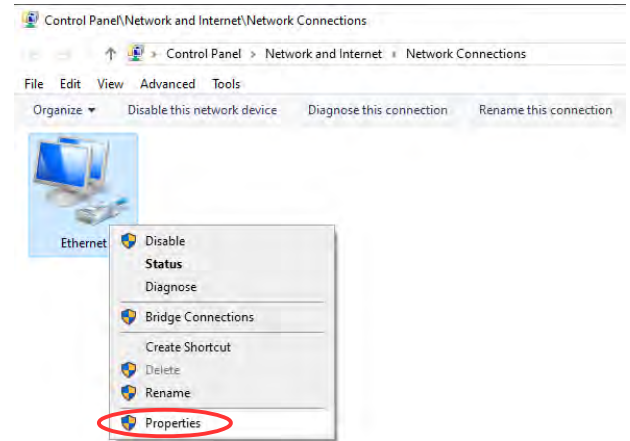 Control Panel\Network and Internet\Network Connections
Control Panel > Network and Internet > Network Connections
File Edit View Advanced Tools
Organize Disable this network device Diagnose this connection Rename this connection
Ethernet
Disable
Status
Diagnose
Bridge Connections
Create Shortcut
Delete
Rename
Properties